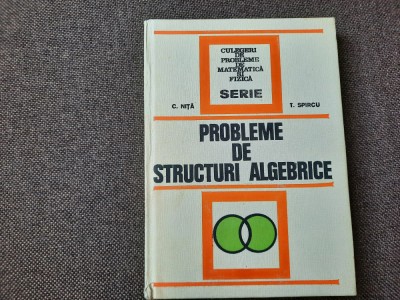 CULEGERI
DE
PROBLEME
DE
MATEMATICĂ
ȘI
FIZICĂ
SERIE
C. NIȚĂ T. SPIRCU
PROBLEME
DE
STRUCTURI ALGEBRICE